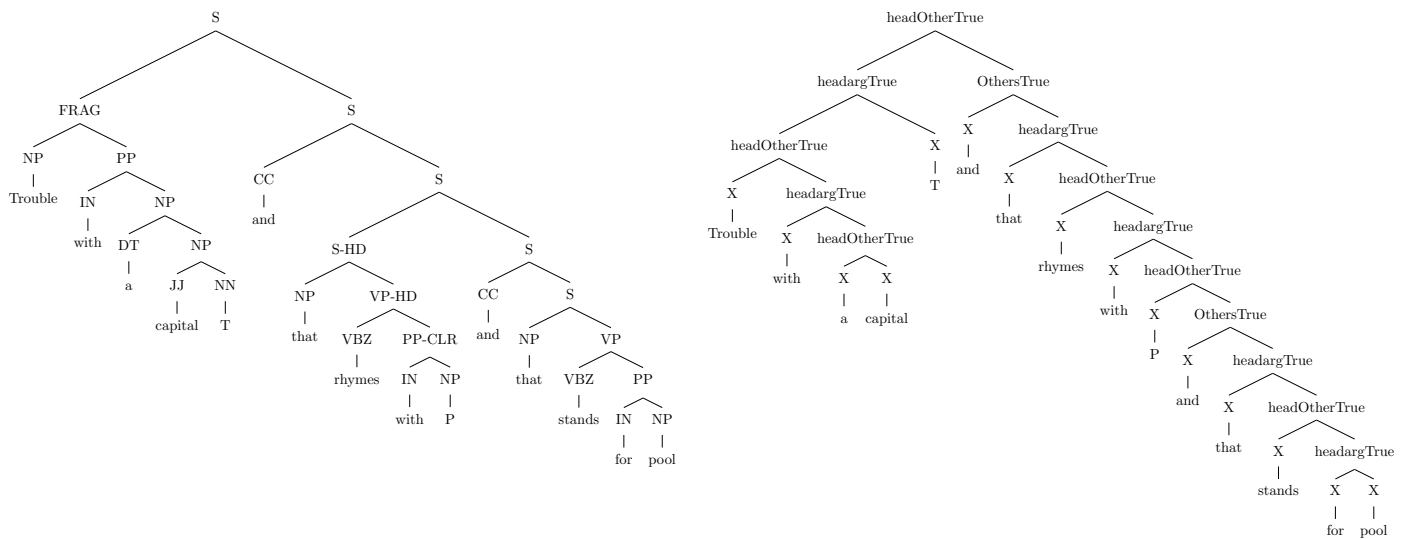 S
FRAG S
NP PP CC S
Trouble IN NP and S-HD S
with DT NP NP VP-HD CC S
a JJ NN that VBZ PP-CLR and NP VP
capital T rhymes IN NP that VBZ PP
with P stands IN NP
for pool
headOtherTrue
headargTrue OthersTrue
headOtherTrue X X headargTrue
T and
X headargTrue X headOtherTrue
Trouble X headOtherTrue that X headargTrue
with X X rhymes X headOtherTrue
a capital with X OthersTrue
P X headargTrue
and X headOtherTrue
that X headargTrue
stands X X
for pool